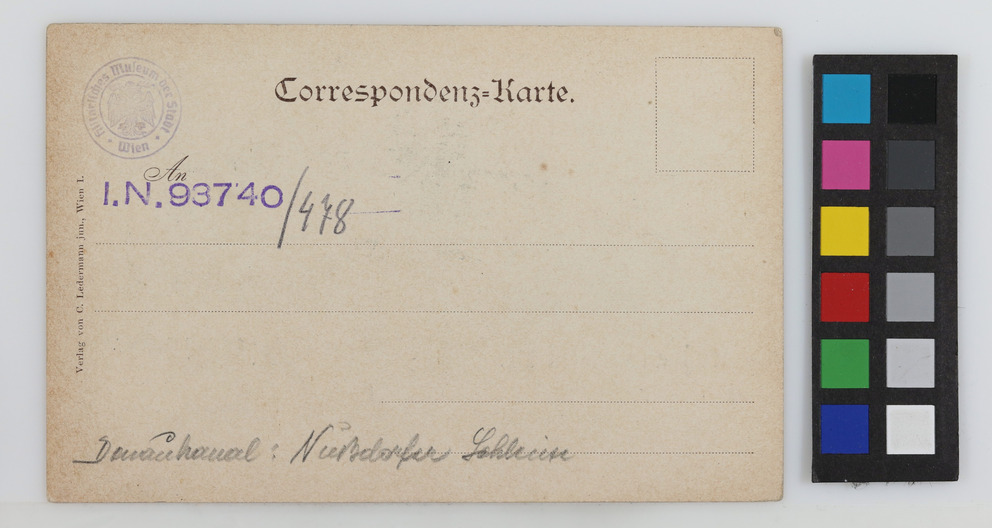 Historisches Museum der Stadt
Wien
Correspondenz=Karte.
An
I.N. 93740/478
Verlag von C. Ledermann jun., Wien I.
Donaukanal: Nußdorfer Schleuse